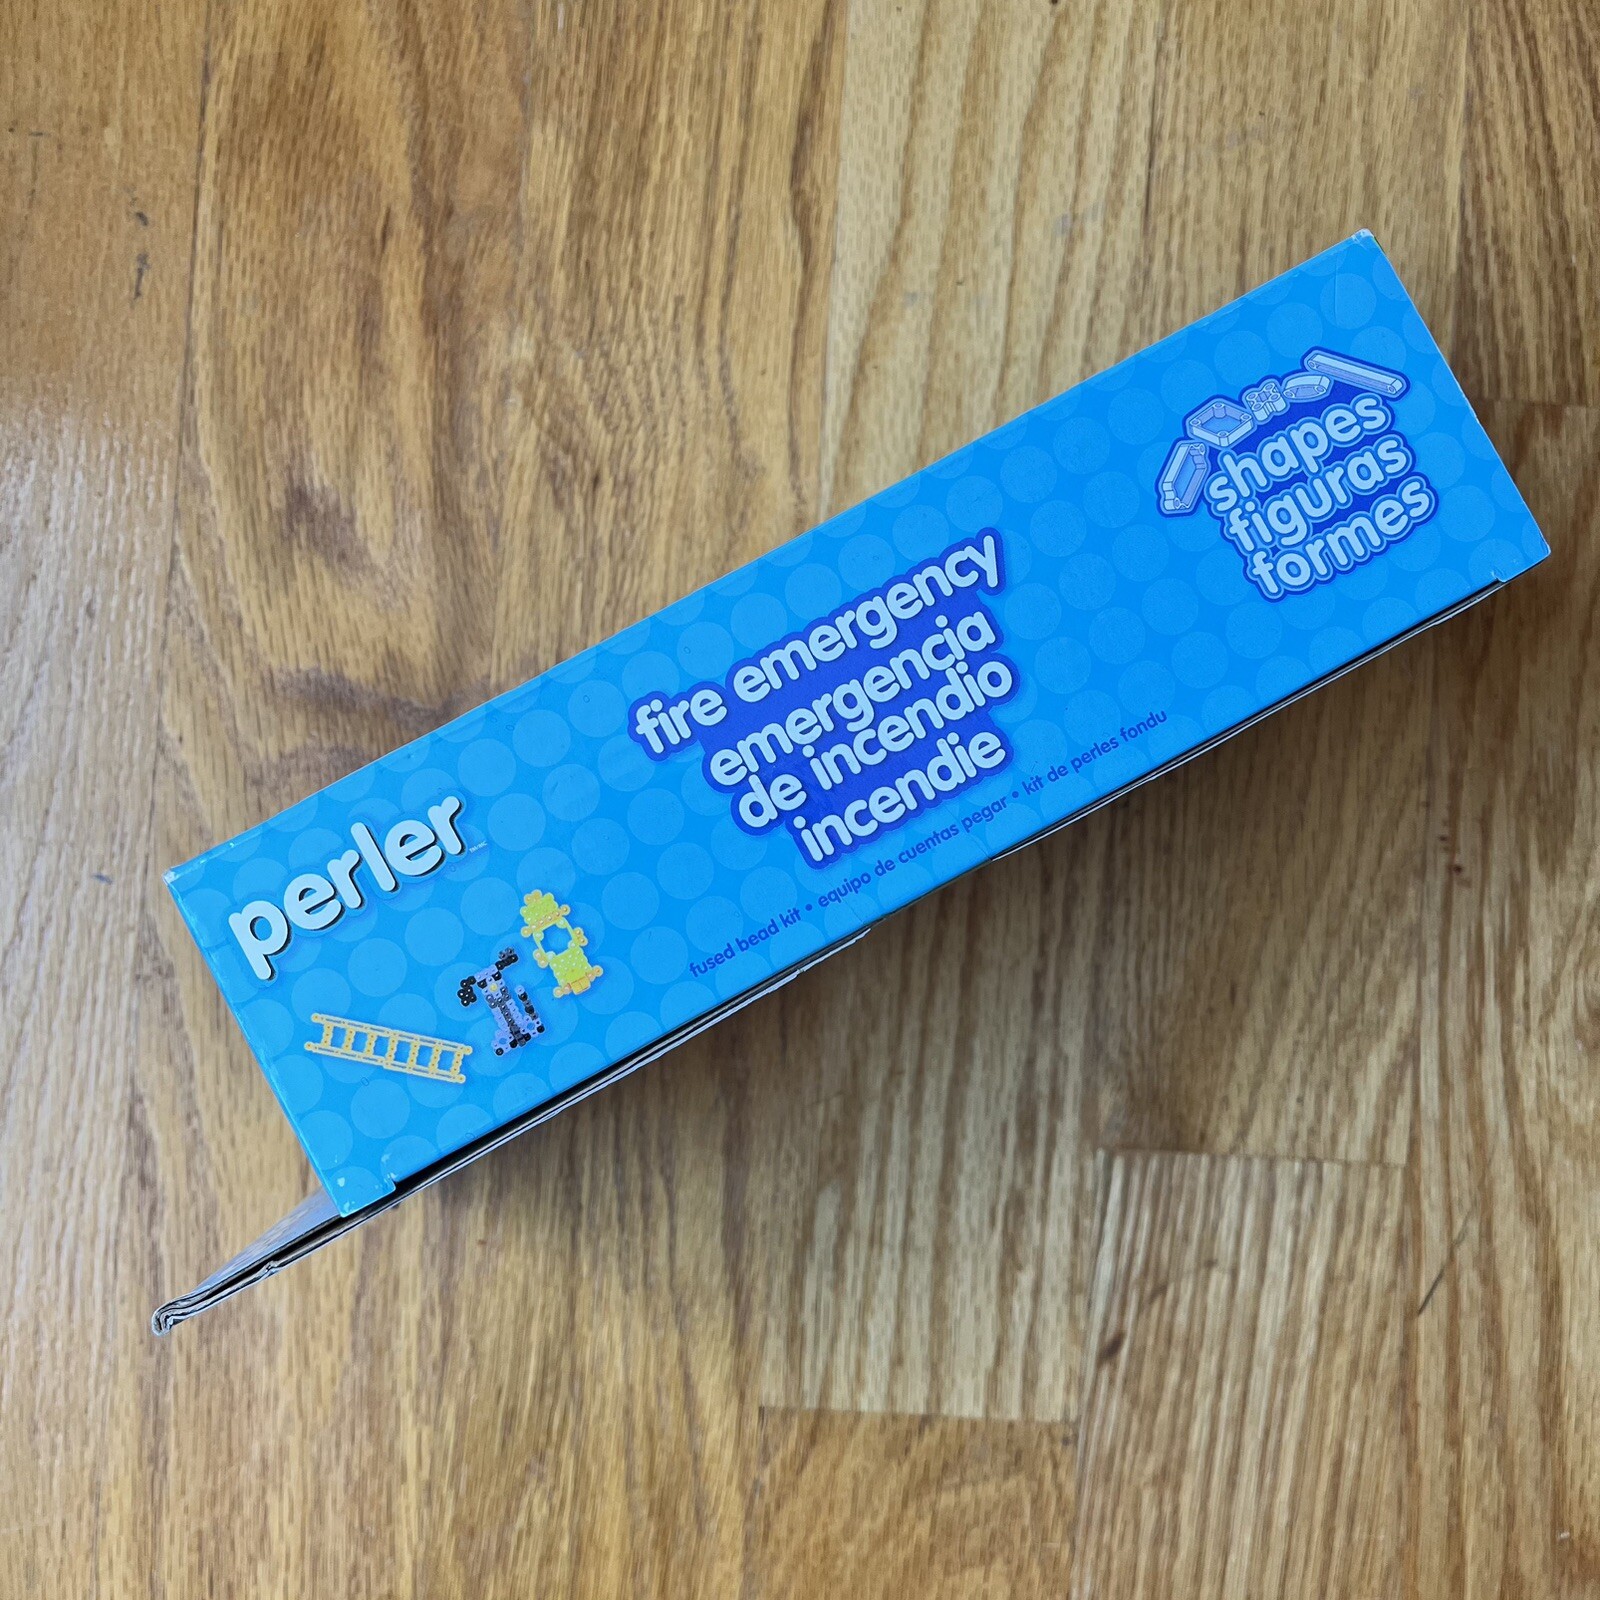 perler
fire emergency
emergencia
de incendio
incendie
fused bead kit • equipo de cuentas pegar • kit de perles fondu
shapes
figuras
formes